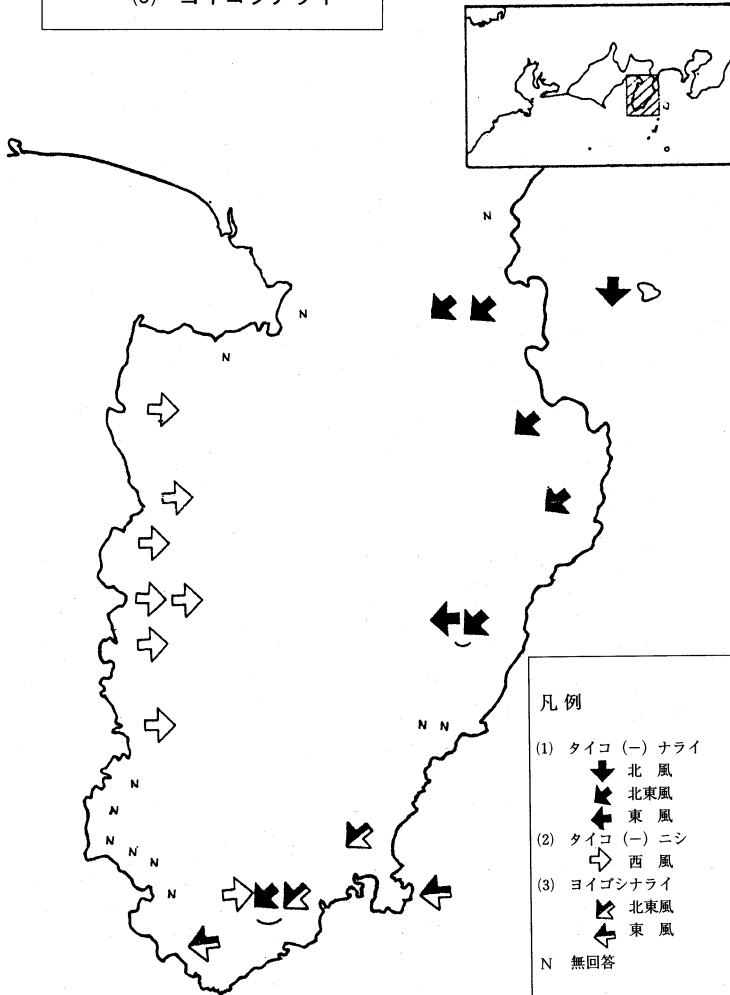 (3) ヨイゴシナライ
N
N
N
N N
N
N
N
N
N
N
凡例
(1) タイコ(ー)ナライ
北 風
北東風
東 風
(2) タイコ(ー)ニシ
西 風
(3) ヨイゴシナライ
北東風
東 風
N 無回答